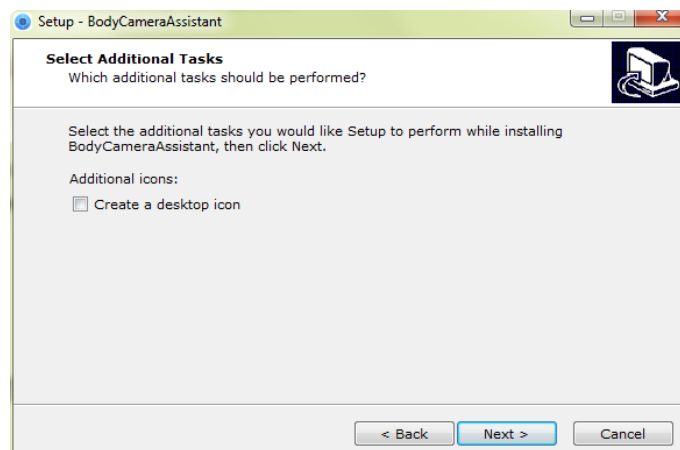 Setup - BodyCameraAssistant
Select Additional Tasks
Which additional tasks should be performed?
Select the additional tasks you would like Setup to perform while installing
BodyCameraAssistant, then click Next.
Additional icons:
Create a desktop icon
< Back
Next >
Cancel